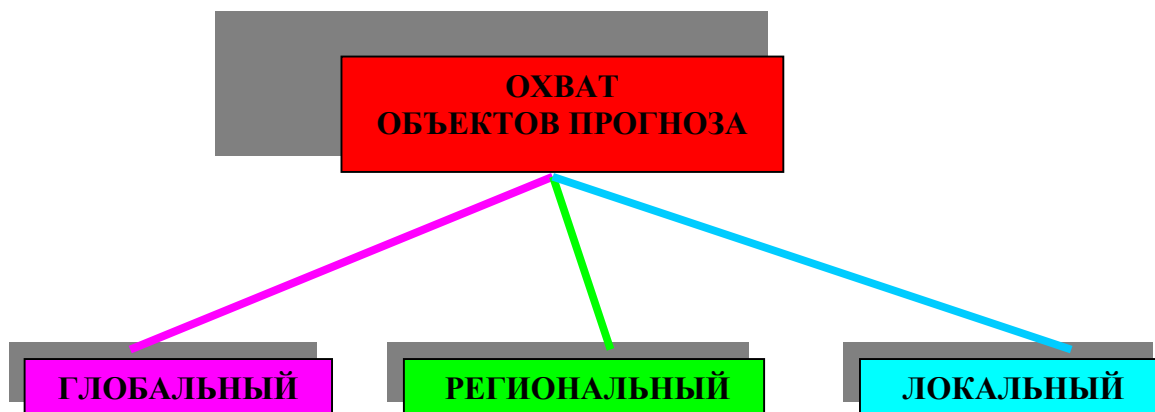 ОХВАТ
ОБЪЕКТОВ ПРОГНОЗА
ГЛОБАЛЬНЫЙ
РЕГИОНАЛЬНЫЙ
ЛОКАЛЬНЫЙ